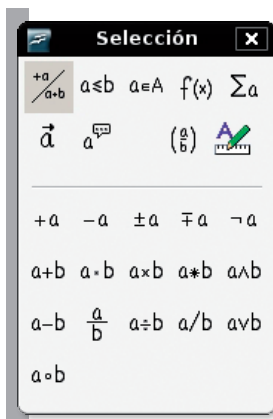 Selección
+a/a+b a≤b a∈A f(x) Σa
a⃗ a (a b)
+a -a ±a ∓a ¬a
a+b a·b a×b a∗b a∧b
a-b a/b a÷b a/b a∨b
a∘b